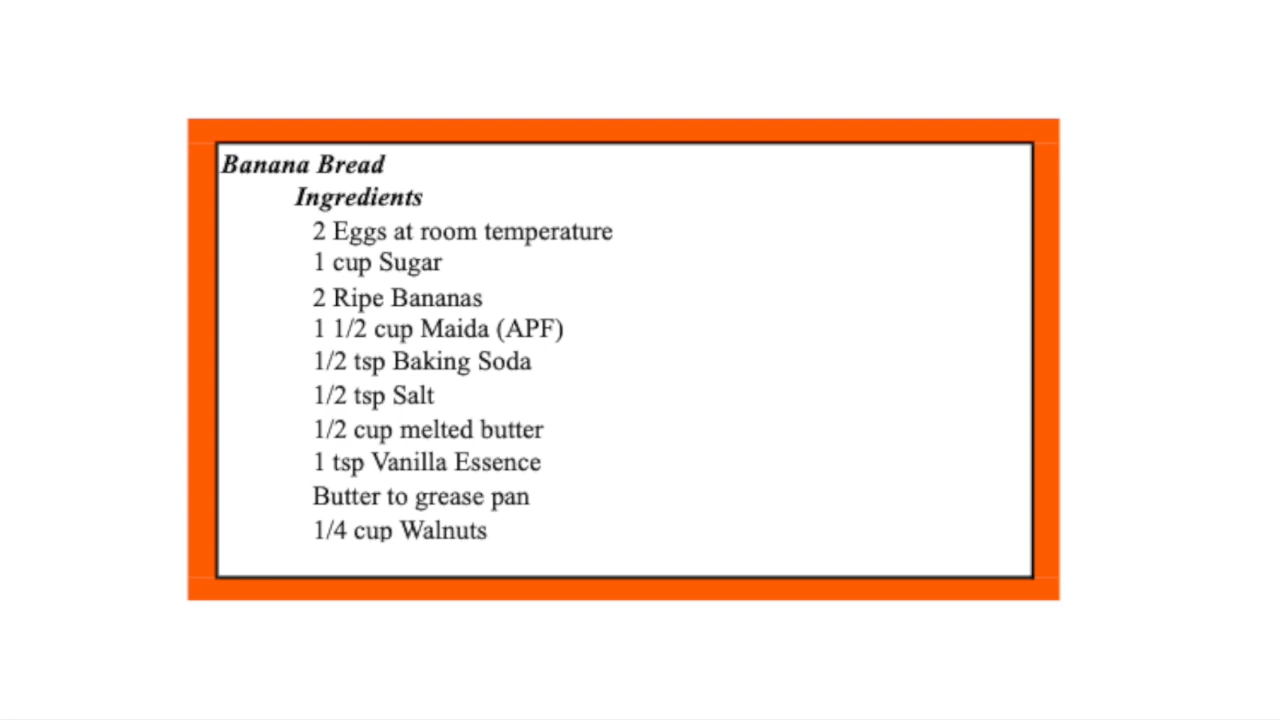 Banana Bread
Ingredients
2 Eggs at room temperature
1 cup Sugar
2 Ripe Bananas
1 1/2 cup Maida (APF)
1/2 tsp Baking Soda
1/2 tsp Salt
1/2 cup melted butter
1 tsp Vanilla Essence
Butter to grease pan
1/4 cup Walnuts